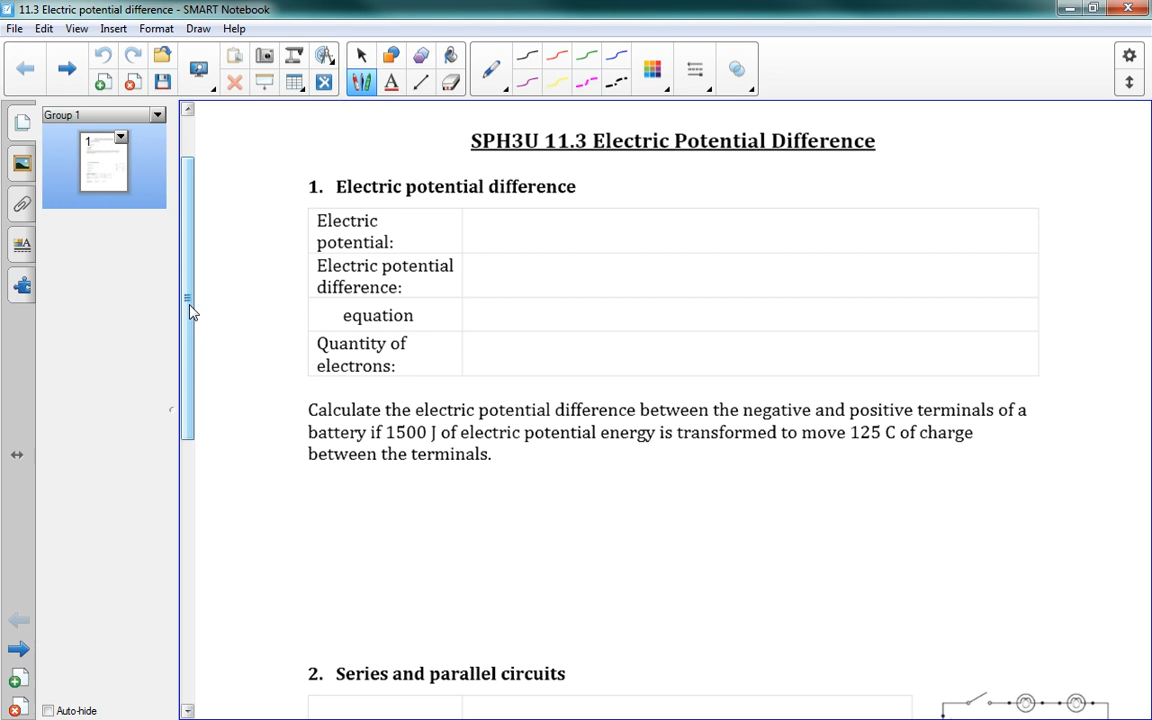 11.3 Electric potential difference - SMART Notebook
File Edit View Insert Format Draw Help
Group 1
1
SPH3U 11.3 Electric Potential Difference
1. Electric potential difference
Electric
potential:
Electric potential
difference:
equation
Quantity of
electrons:
Calculate the electric potential difference between the negative and positive terminals of a
battery if 1500 J of electric potential energy is transformed to move 125 C of charge
between the terminals.
2. Series and parallel circuits
Auto-hide